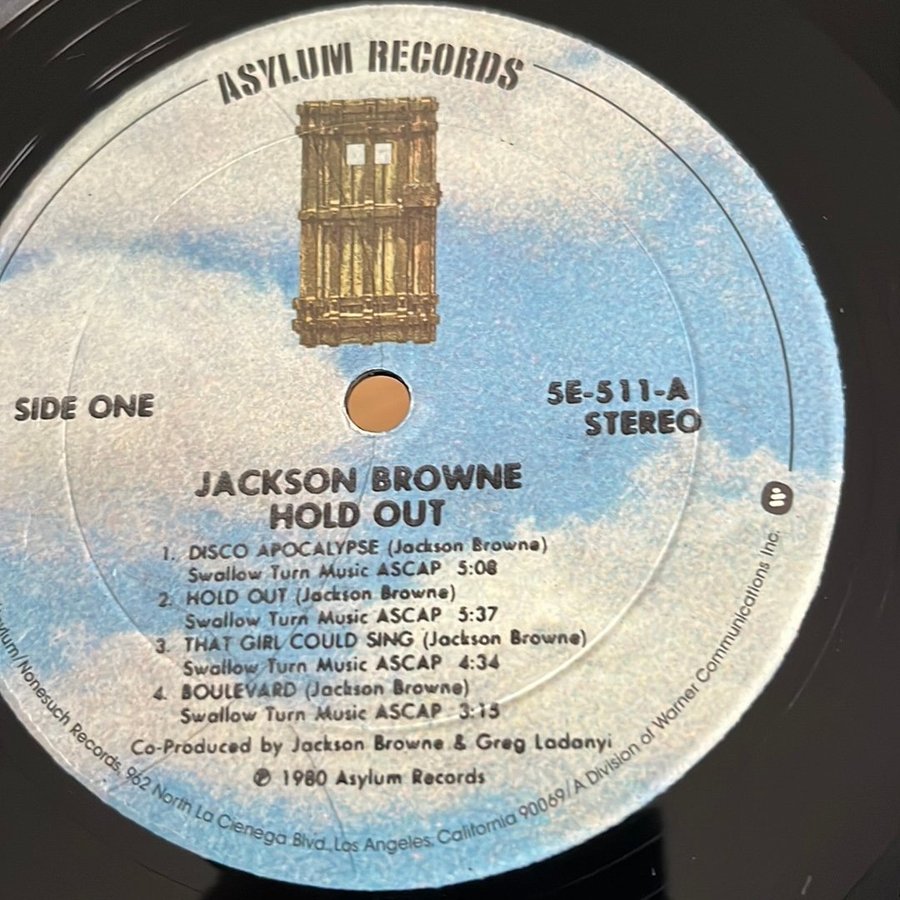 ASYLUM RECORDS
SIDE ONE
5E-511-A
STEREO
JACKSON BROWNE
HOLD OUT
1. DISCO APOCALYPSE (Jackson Browne)
Swallow Turn Music ASCAP 5:08
2. HOLD OUT (Jackson Browne)
Swallow Turn Music ASCAP 5:37
3. THAT GIRL COULD SING (Jackson Browne)
Swallow Turn Music ASCAP 4:34
4. BOULEVARD (Jackson Browne)
Swallow Turn Music ASCAP 3:15
Co-Produced by Jackson Browne & Greg Ladanyi
℗ 1980 Asylum Records
/Nonesuch Records, 962 North La Cienega Blvd., Los Angeles, California 90069/A Division of Warner Communications Inc.